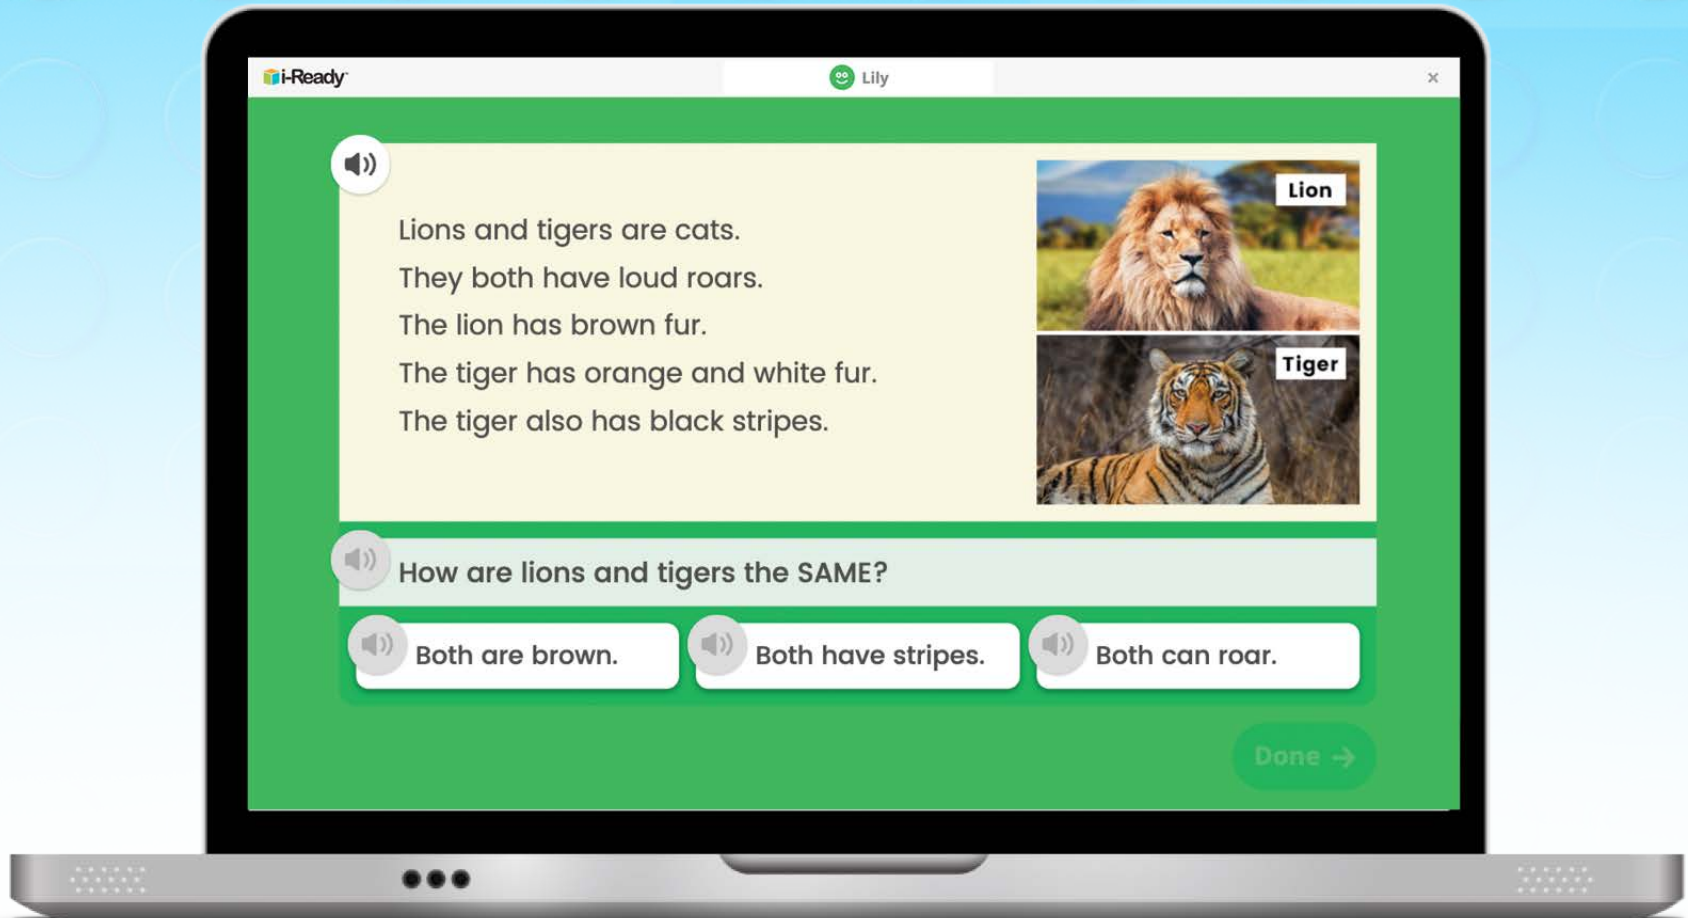 i-Ready
Lily
Lions and tigers are cats.
They both have loud roars.
The lion has brown fur.
The tiger has orange and white fur.
The tiger also has black stripes.
Lion
Tiger
How are lions and tigers the SAME?
Both are brown.
Both have stripes.
Both can roar.
Done →